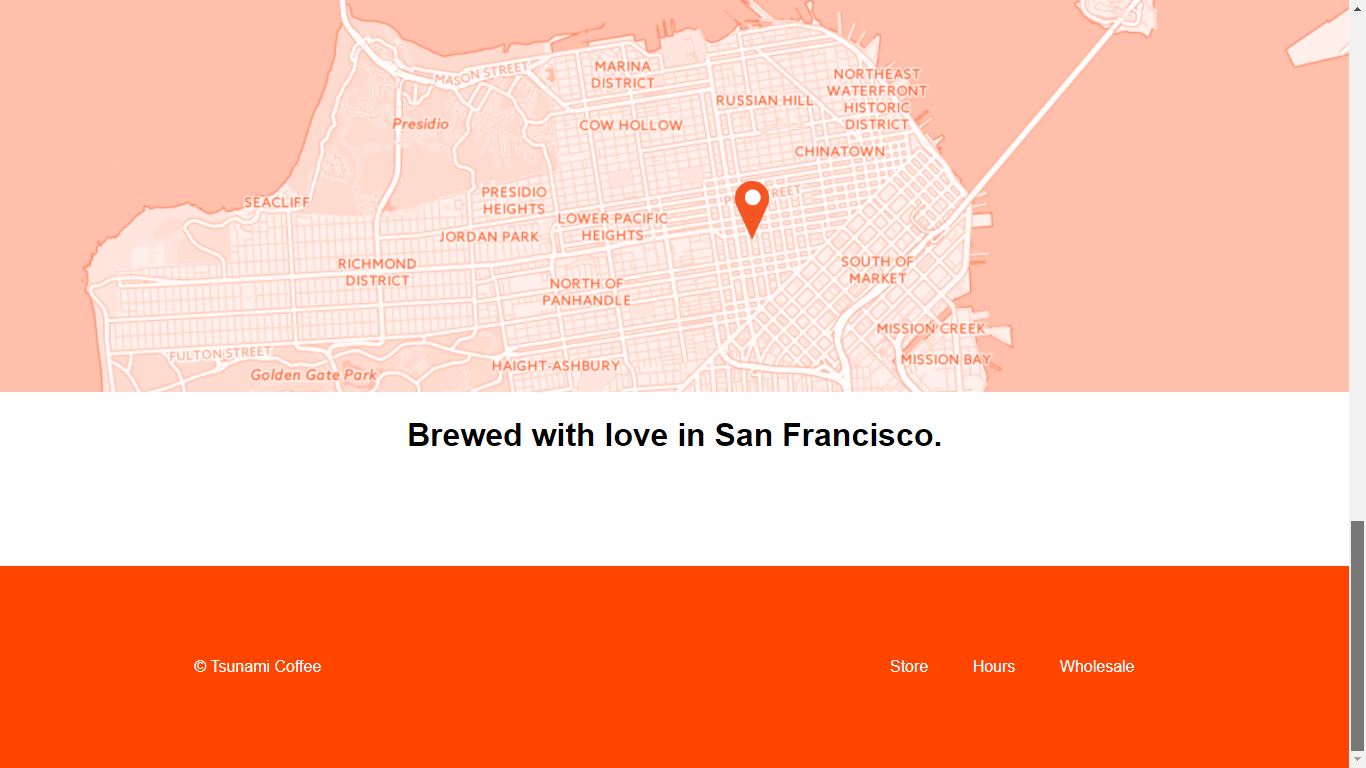 MASON STREET
MARINA
DISTRICT
NORTHEAST
WATERFRONT
HISTORIC
DISTRICT
RUSSIAN HILL
Presidio
COW HOLLOW
CHINATOWN
PRESIDIO
HEIGHTS
SEACLIFF
STREET
LOWER PACIFIC
HEIGHTS
JORDAN PARK
RICHMOND
DISTRICT
SOUTH OF
MARKET
NORTH OF
PANHANDLE
MISSION CREEK
FULTON STREET
MISSION BAY
HAIGHT-ASHBURY
Golden Gate Park
Brewed with love in San Francisco.
© Tsunami Coffee
Store
Hours
Wholesale